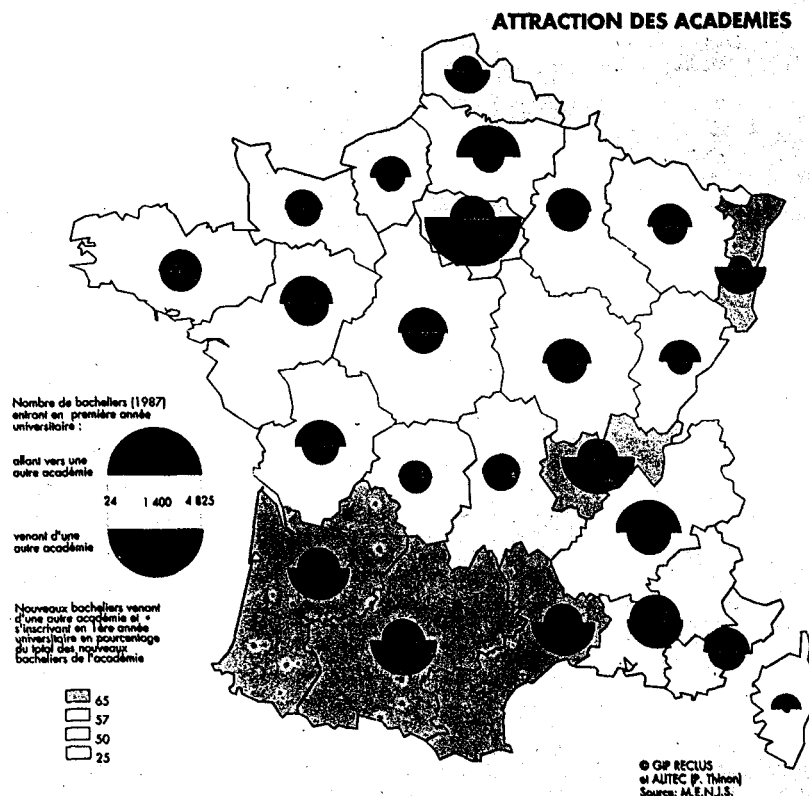 ATTRACTION DES ACADEMIES
Nombre de bacheliers (1987)
entrant en première année
universitaire :
allant vers une
autre académie
24 1 400 4 825
venant d'une
autre académie
Nouveaux bacheliers venant
d'une autre académie et
s'inscrivant en 1ère année
universitaire en pourcentage
du total des nouveaux
bacheliers de l'académie
65
57
50
25
© GIP RECLUS
et AUTEC (P. Thinon)
Source: M.E.N.J.S.